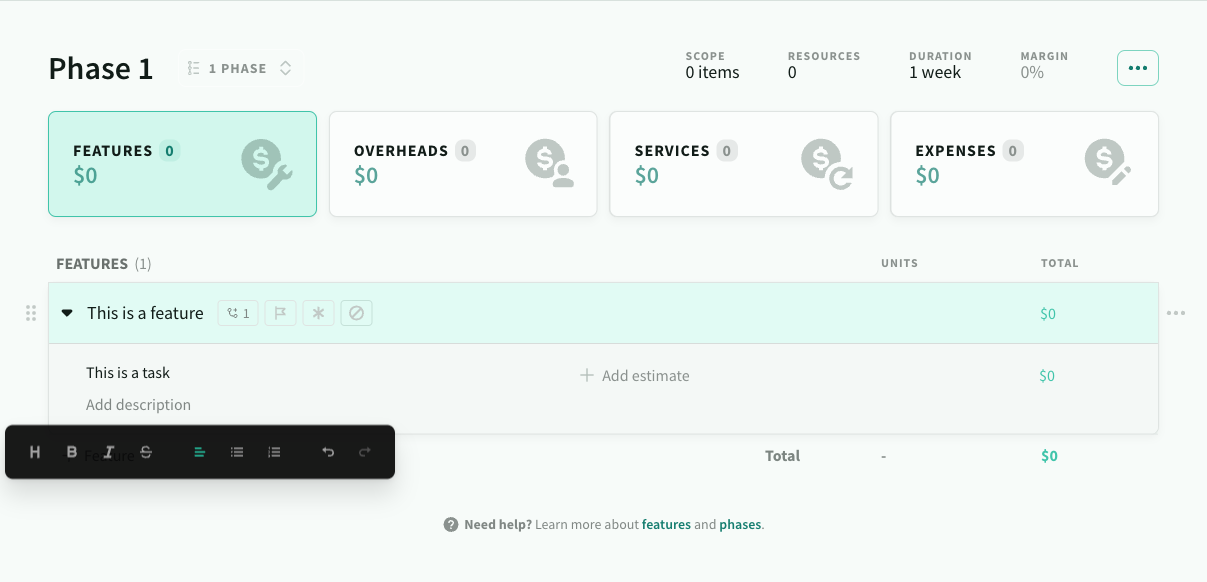 Phase 1
1 PHASE
SCOPE
0 items
RESOURCES
0
DURATION
1 week
MARGIN
0%
FEATURES 0
$0
OVERHEADS 0
$0
SERVICES 0
$0
EXPENSES 0
$0
FEATURES (1)
UNITS
TOTAL
This is a feature
1
$0
This is a task
Add estimate
$0
Add description
H B I S
Feature
Total
-
$0
Need help? Learn more about features and phases.